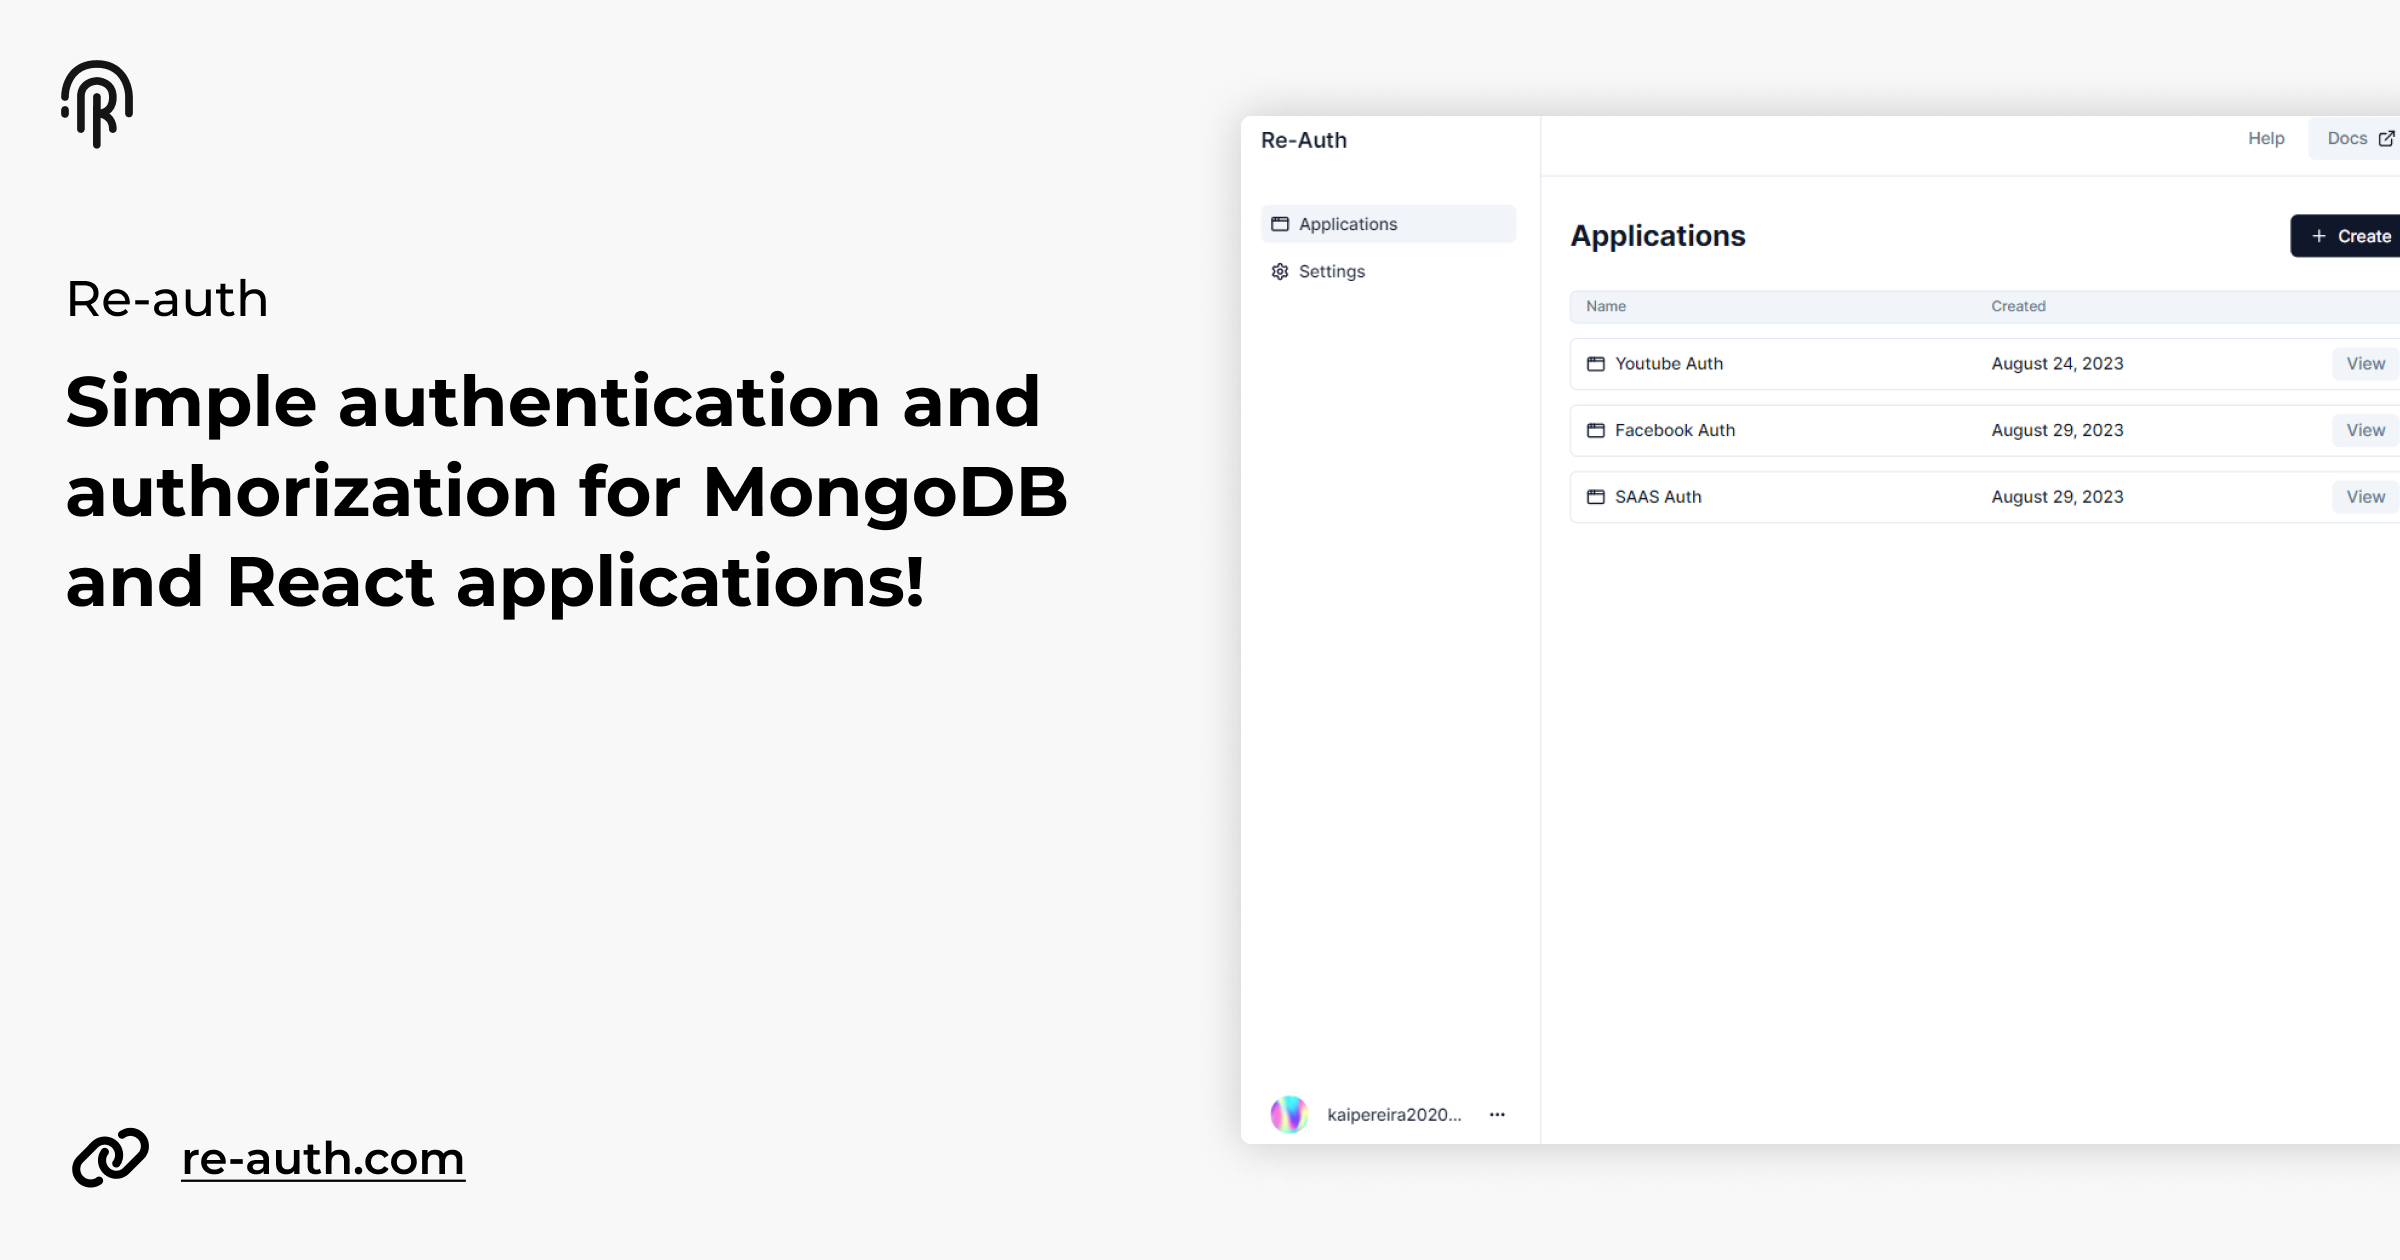 Re-auth
Simple authentication and
authorization for MongoDB
and React applications!
re-auth.com
Re-Auth
Applications
Settings
kaipereira2020...
Help
Docs
Applications
+ Create
Name Created
Youtube Auth August 24, 2023 View
Facebook Auth August 29, 2023 View
SAAS Auth August 29, 2023 View